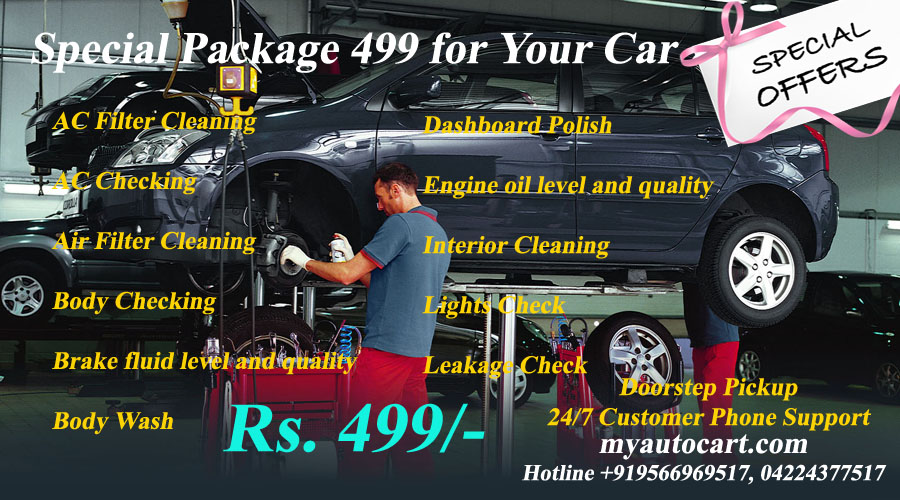 Special Package 499 for Your Car
SPECIAL
OFFERS
AC Filter Cleaning
AC Checking
Air Filter Cleaning
Body Checking
Brake fluid level and quality
Body Wash
Dashboard Polish
Engine oil level and quality
Interior Cleaning
Lights Check
Leakage Check
Rs. 499/-
Doorstep Pickup
24/7 Customer Phone Support
myautocart.com
Hotline +919566969517, 04224377517